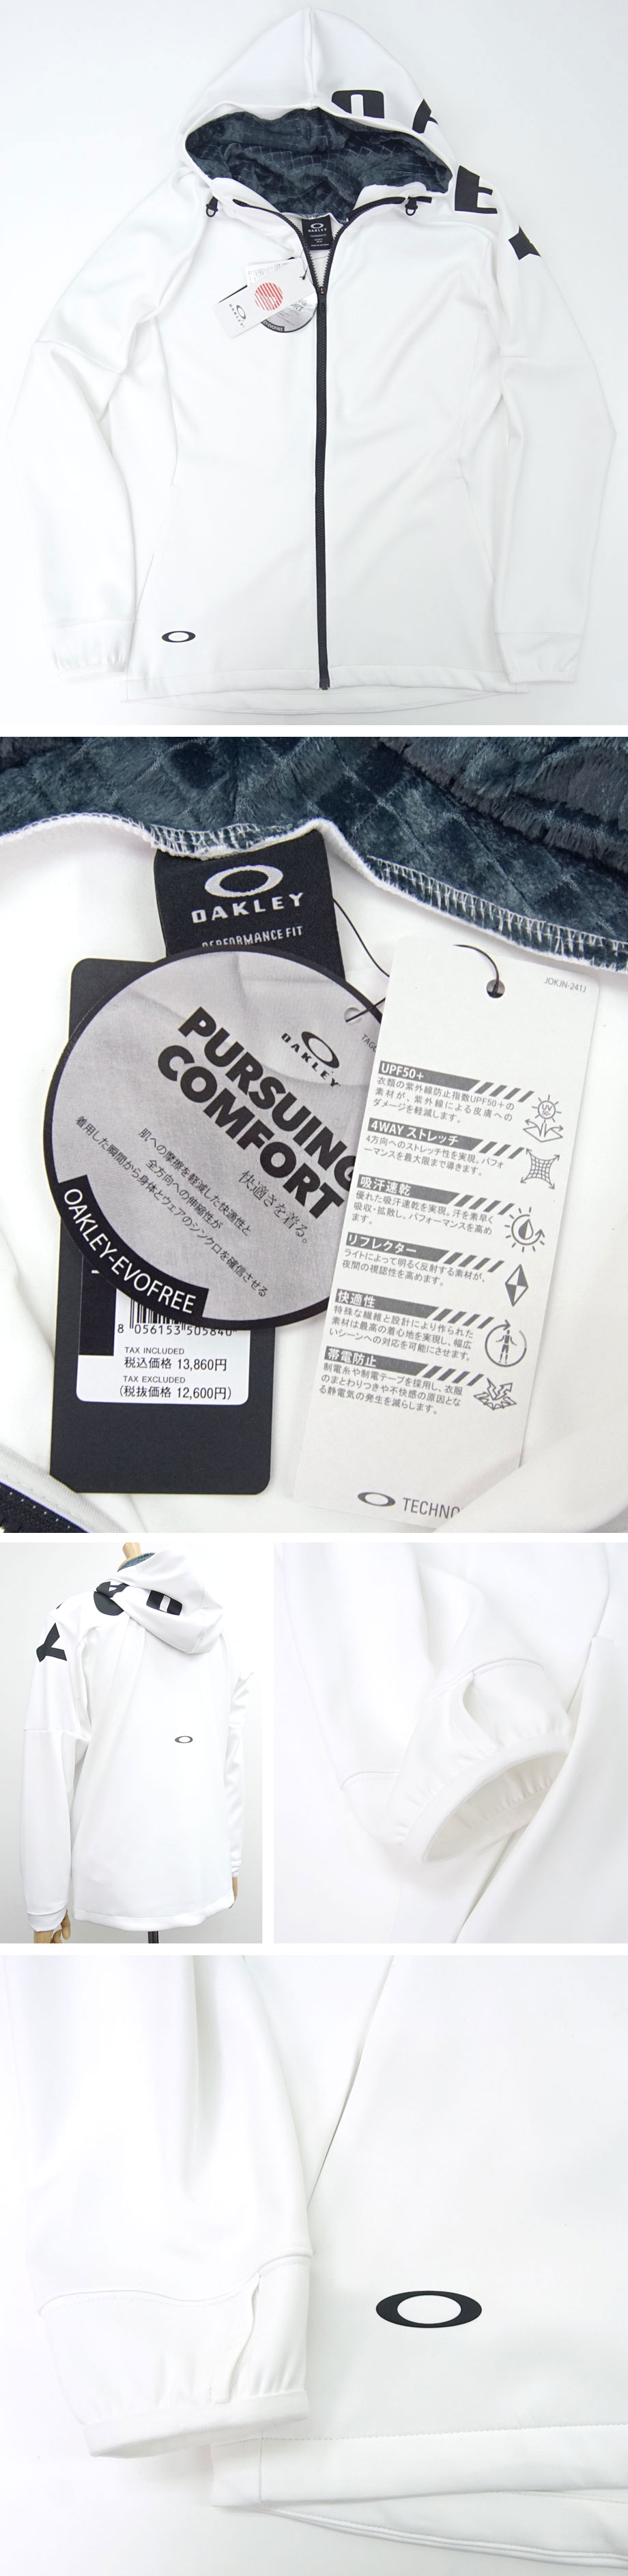 OAKLEY
OAKLEY
OAKLEY
PERFORMANCE FIT
OAKLEY
PURSUING
COMFORT
快適さを着る。
肌への摩擦を軽減した快適性と
全方向への伸縮性が
着用した瞬間から身体とウェアのシンクロを確信させる
OAKLEY-EVOFREE
8 056153 505840
TAX INCLUDED
税込価格 13,860円
TAX EXCLUDED
(税抜価格 12,600円)
JOKJN-241J
UPF50+
衣類の紫外線防止指数UPF50+の
素材が、紫外線による皮膚への
ダメージを軽減します。
UV
4WAY ストレッチ
4方向へのストレッチ性を実現。パフォ
ーマンスを最大限まで導きます。
吸汗速乾
優れた吸汗速乾を実現。汗を素早く
吸収・拡散し、パフォーマンスを高め
ます。
リフレクター
ライトによって明るく反射する素材が、
夜間の視認性を高めます。
快適性
特殊な繊維と設計により作られた
素材は最高の着心地を実現し、幅広
いシーンへの対応を可能にさせます。
帯電防止
制電糸や制電テープを採用し、衣服
のまとわりつきや不快感の原因とな
る静電気の発生を減らします。
TECHNO